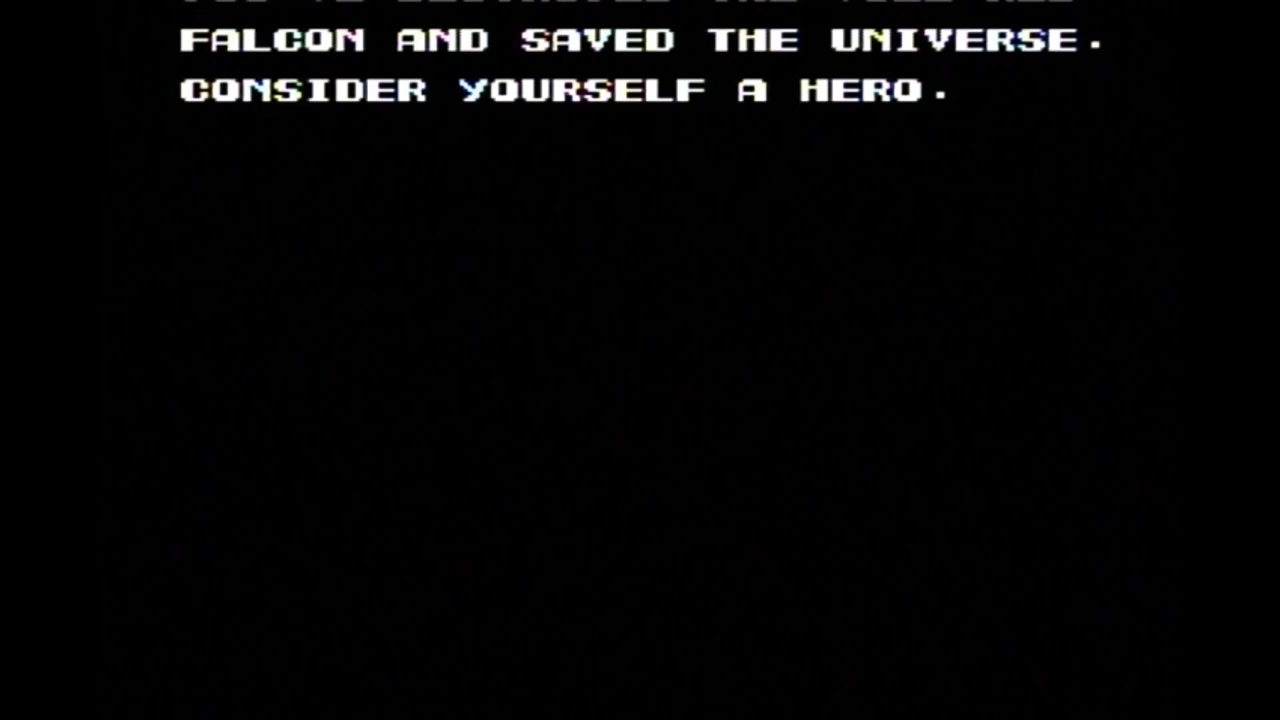 FALCON AND SAVED THE UNIVERSE.
CONSIDER YOURSELF A HERO.